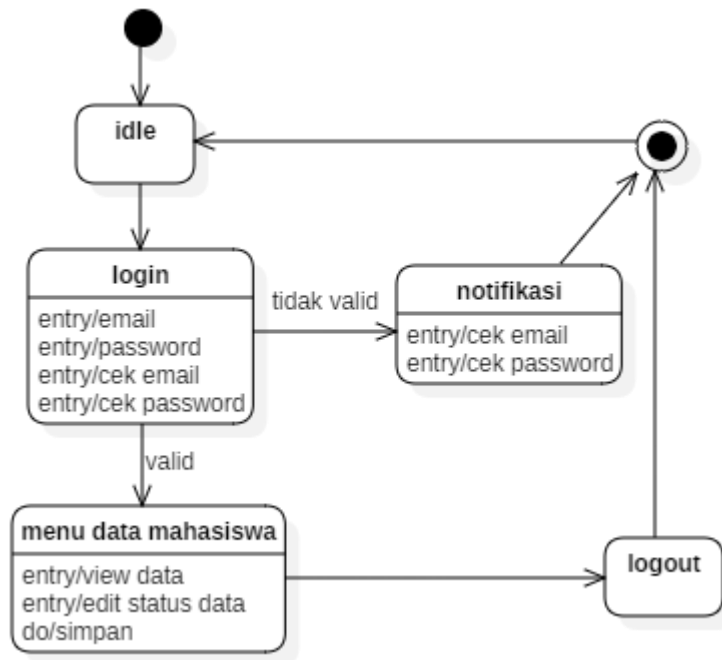 idle
login
entry/email
entry/password
entry/cek email
entry/cek password
tidak valid
notifikasi
entry/cek email
entry/cek password
valid
menu data mahasiswa
entry/view data
entry/edit status data
do/simpan
logout